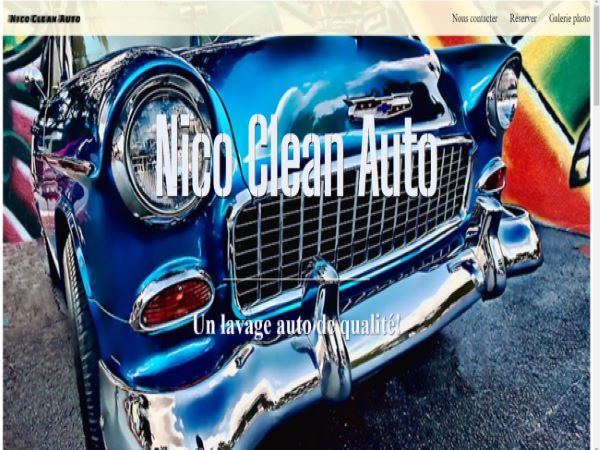 Nico Clean Auto
Nous contacter Réserver Galerie photo
Nico Clean Auto
Un lavage auto de qualité!